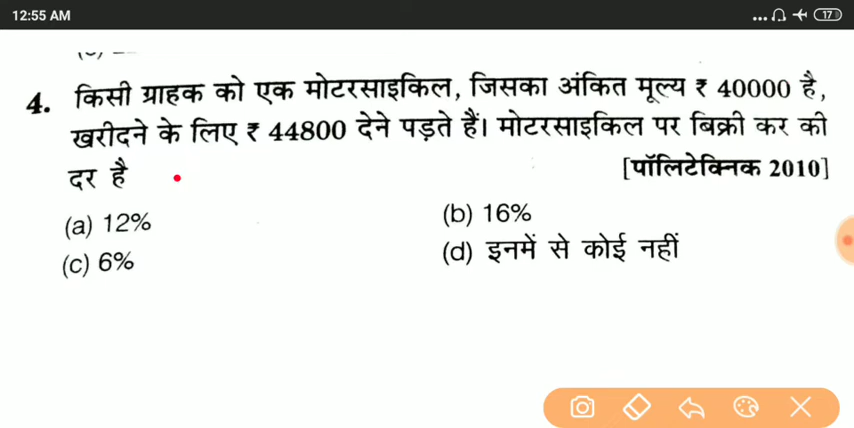 12:55 AM
17
4. किसी ग्राहक को एक मोटरसाइकिल, जिसका अंकित मूल्य ₹ 40000 है,
खरीदने के लिए ₹ 44800 देने पड़ते हैं। मोटरसाइकिल पर बिक्री कर की
दर है [पॉलिटेक्निक 2010]
(a) 12% (b) 16%
(c) 6% (d) इनमें से कोई नहीं